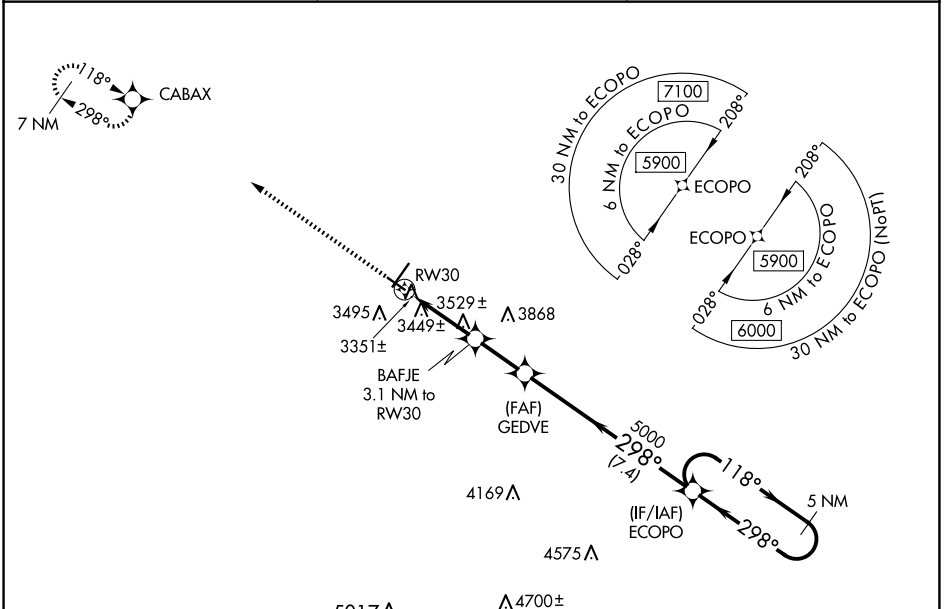 118°
298°
7 NM
CABAX
30 NM to ECOPO
7100
6 NM to ECOPO
5900
208°
ECOPO
028°
208°
ECOPO
5900
6 NM to ECOPO
028°
6000
30 NM to ECOPO (NoPT)
RW30
3495
3529±
3449±
3868
3351±
BAFJE
3.1 NM to
RW30
(FAF)
GEDVE
5000
298°
(7.4)
118°
5 NM
298°
(IF/IAF)
ECOPO
4169
4575
4700±